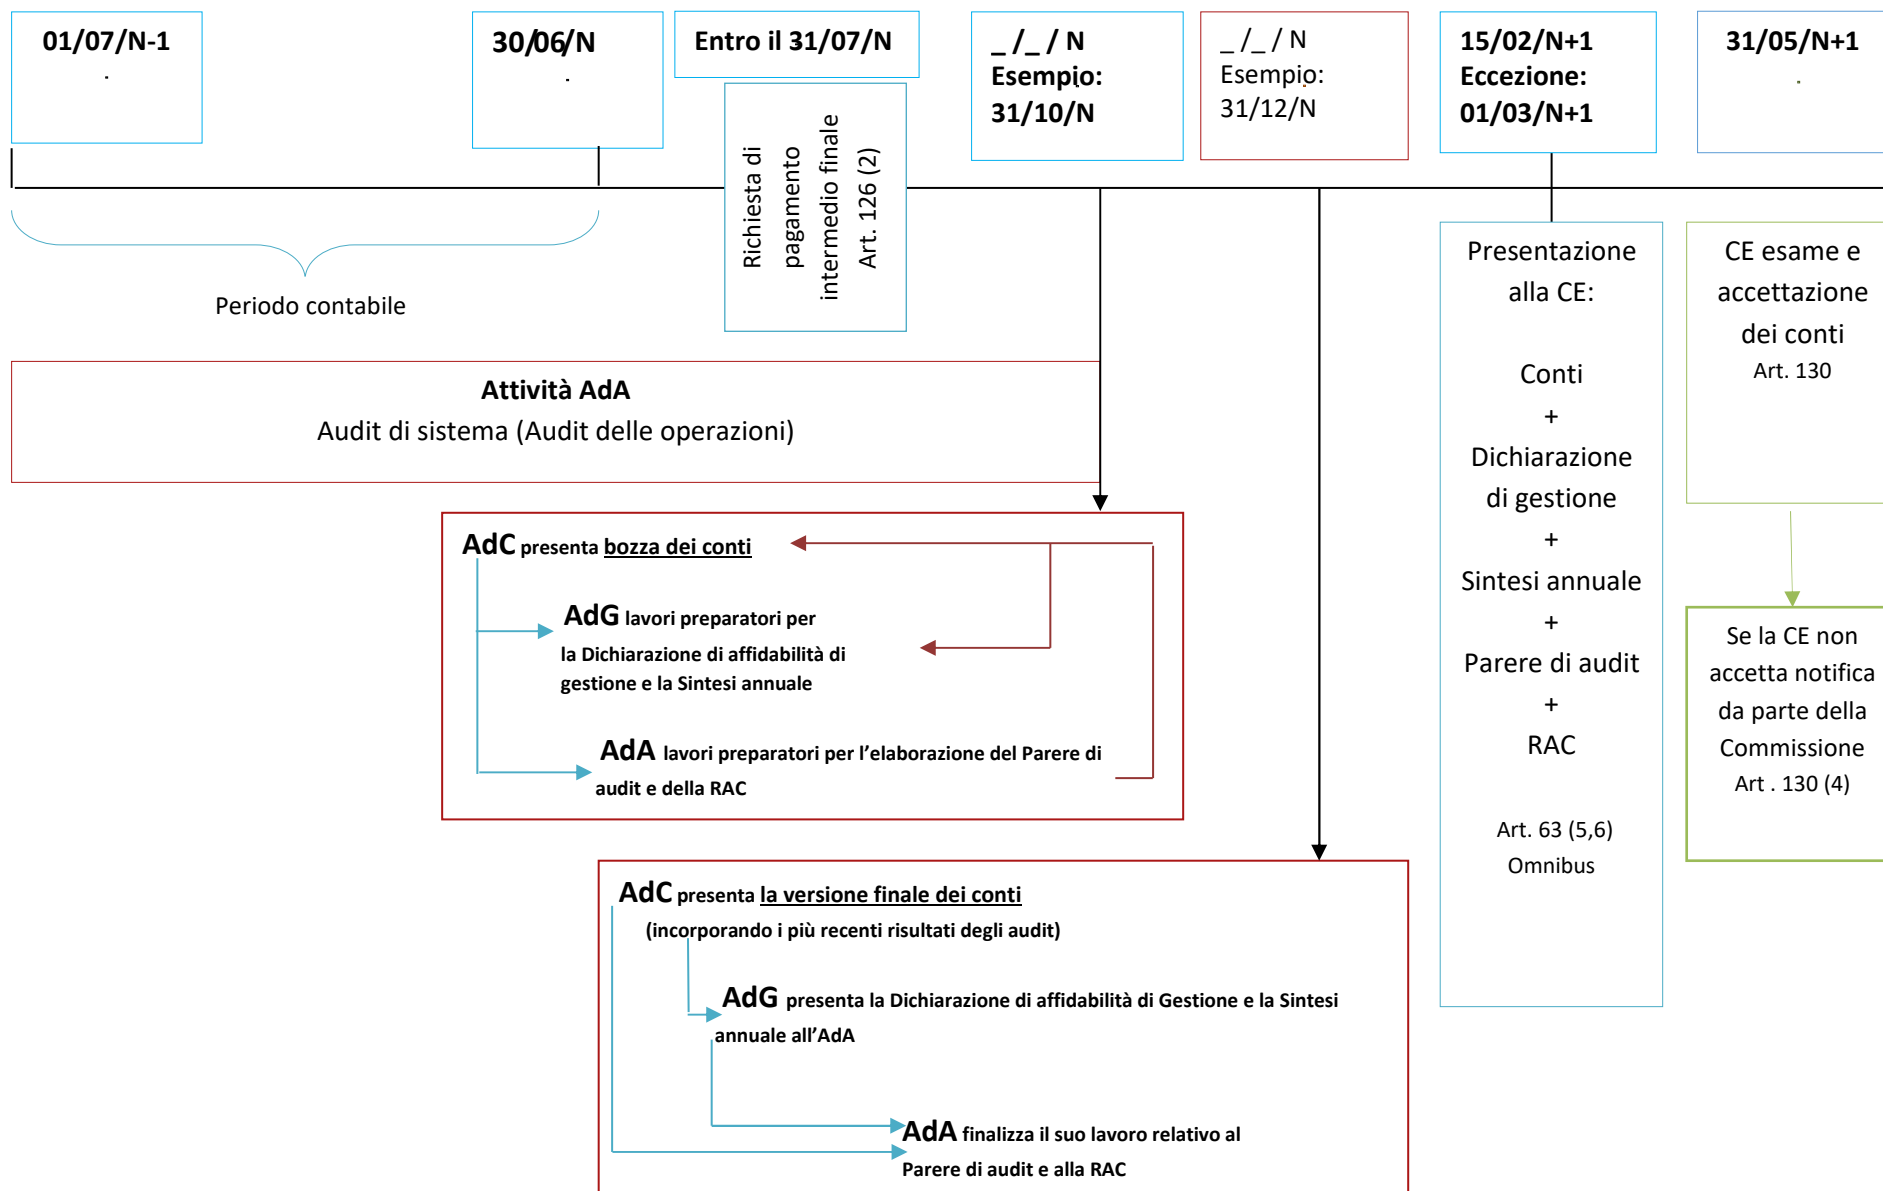 01/07/N-1
30/06/N
Entro il 31/07/N
_ /_ / N
Esempio:
31/10/N
_ /_ / N
Esempio:
31/12/N
15/02/N+1
Eccezione:
01/03/N+1
31/05/N+1
Richiesta di
pagamento
intermedio finale
Art. 126 (2)
Periodo contabile
Attività AdA
Audit di sistema (Audit delle operazioni)
AdC presenta bozza dei conti
AdG lavori preparatori per
la Dichiarazione di affidabilità di
gestione e la Sintesi annuale
AdA lavori preparatori per l’elaborazione del Parere di
audit e della RAC
AdC presenta la versione finale dei conti
(incorporando i più recenti risultati degli audit)
AdG presenta la Dichiarazione di affidabilità di Gestione e la Sintesi
annuale all’AdA
AdA finalizza il suo lavoro relativo al
Parere di audit e alla RAC
Presentazione
alla CE:
Conti
+
Dichiarazione
di gestione
+
Sintesi annuale
+
Parere di audit
+
RAC
Art. 63 (5,6)
Omnibus
CE esame e
accettazione
dei conti
Art. 130
Se la CE non
accetta notifica
da parte della
Commissione
Art . 130 (4)